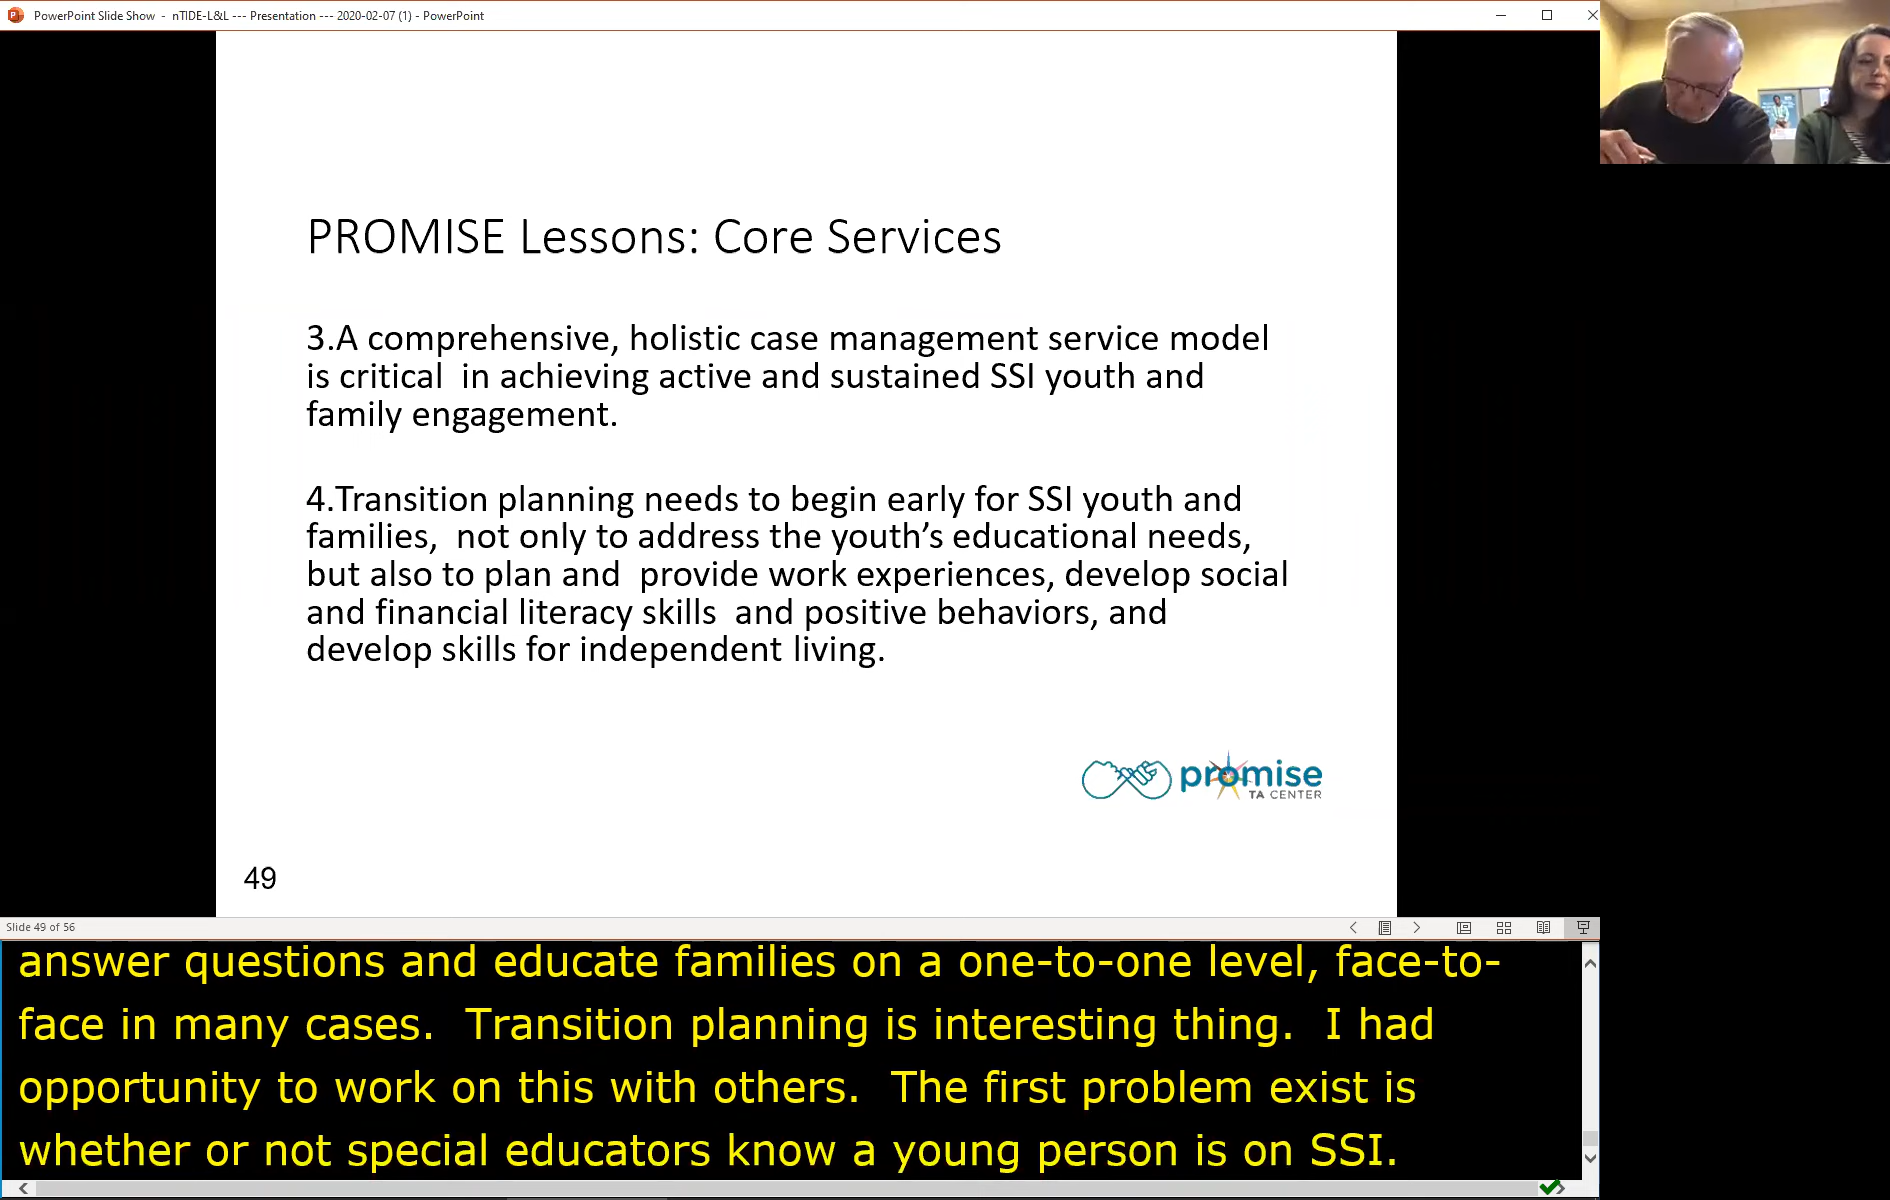 PowerPoint Slide Show - nTIDE-L&L --- Presentation --- 2020-02-07 (1) - PowerPoint
PROMISE Lessons: Core Services
3.A comprehensive, holistic case management service model
is critical in achieving active and sustained SSI youth and
family engagement.
4.Transition planning needs to begin early for SSI youth and
families, not only to address the youth’s educational needs,
but also to plan and provide work experiences, develop social
and financial literacy skills and positive behaviors, and
develop skills for independent living.
promise
TA CENTER
49
Slide 49 of 56
answer questions and educate families on a one-to-one level, face-to-
face in many cases. Transition planning is interesting thing. I had
opportunity to work on this with others. The first problem exist is
whether or not special educators know a young person is on SSI.